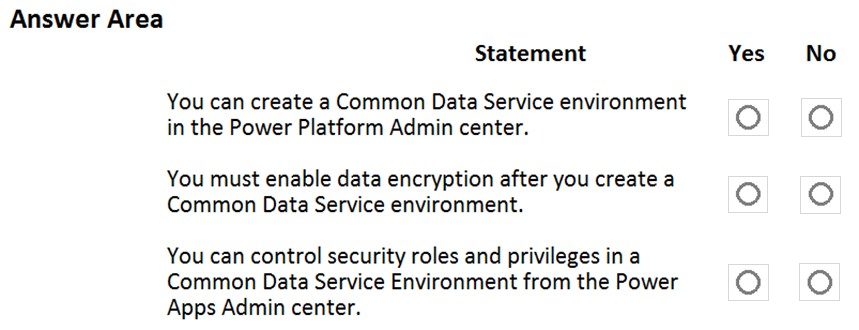 Answer Area
Statement Yes No
You can create a Common Data Service environment
in the Power Platform Admin center.
You must enable data encryption after you create a
Common Data Service environment.
You can control security roles and privileges in a
Common Data Service Environment from the Power
Apps Admin center.